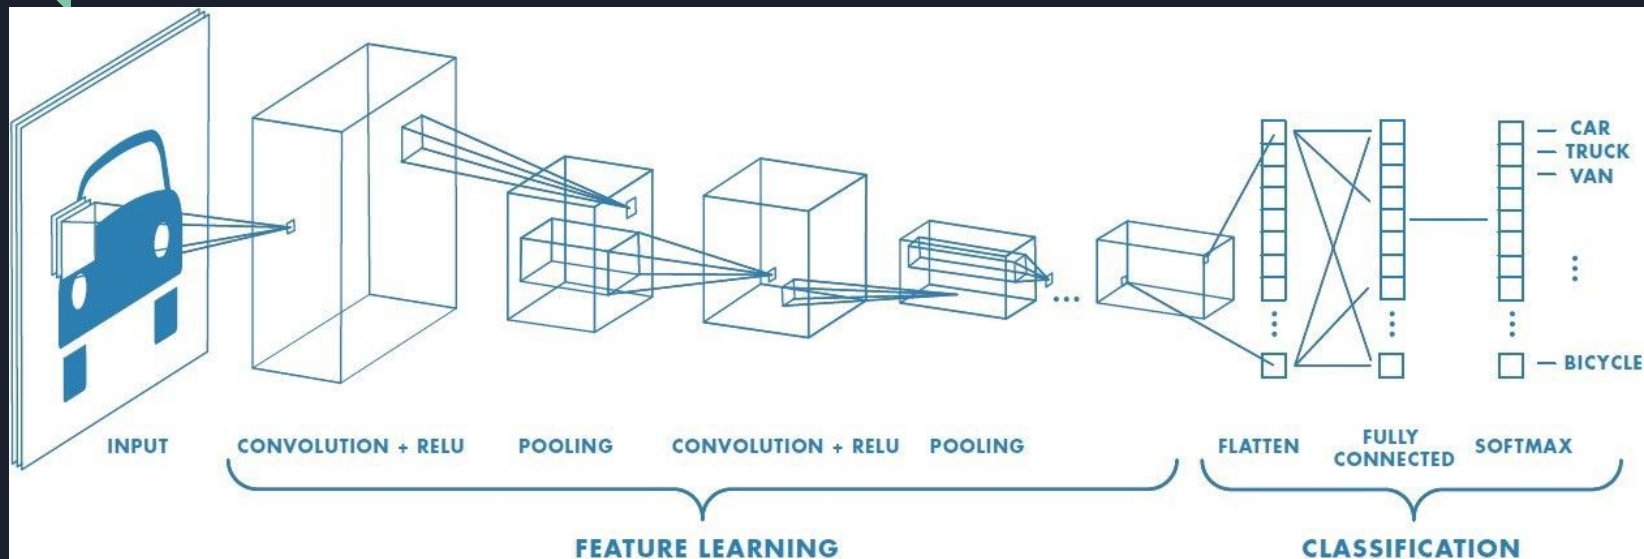 CAR
TRUCK
VAN
BICYCLE
INPUT
CONVOLUTION + RELU
POOLING
CONVOLUTION + RELU
POOLING
FLATTEN
FULLY
CONNECTED
SOFTMAX
FEATURE LEARNING
CLASSIFICATION